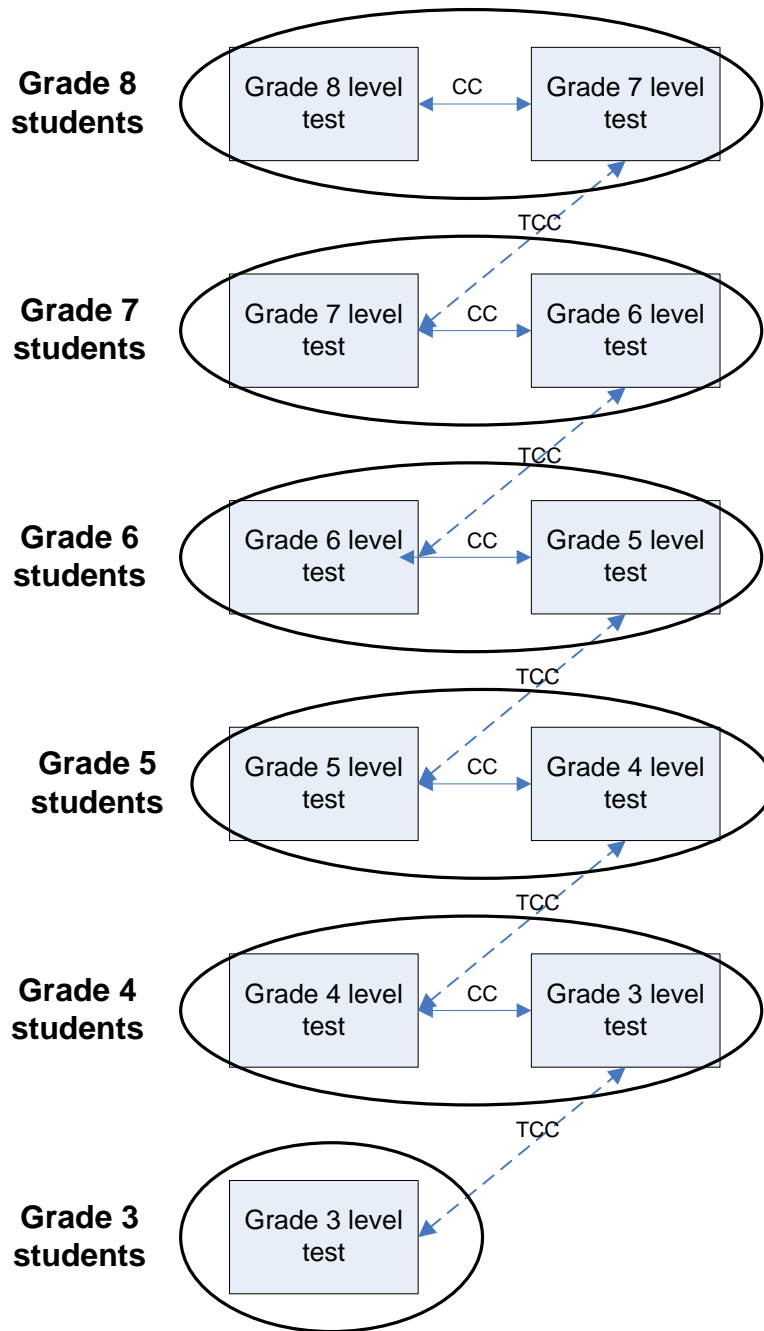 Grade 8
students
Grade 8 level
test
CC
Grade 7 level
test
TCC
Grade 7
students
Grade 7 level
test
CC
Grade 6 level
test
TCC
Grade 6
students
Grade 6 level
test
CC
Grade 5 level
test
TCC
Grade 5
students
Grade 5 level
test
CC
Grade 4 level
test
TCC
Grade 4
students
Grade 4 level
test
CC
Grade 3 level
test
TCC
Grade 3
students
Grade 3 level
test